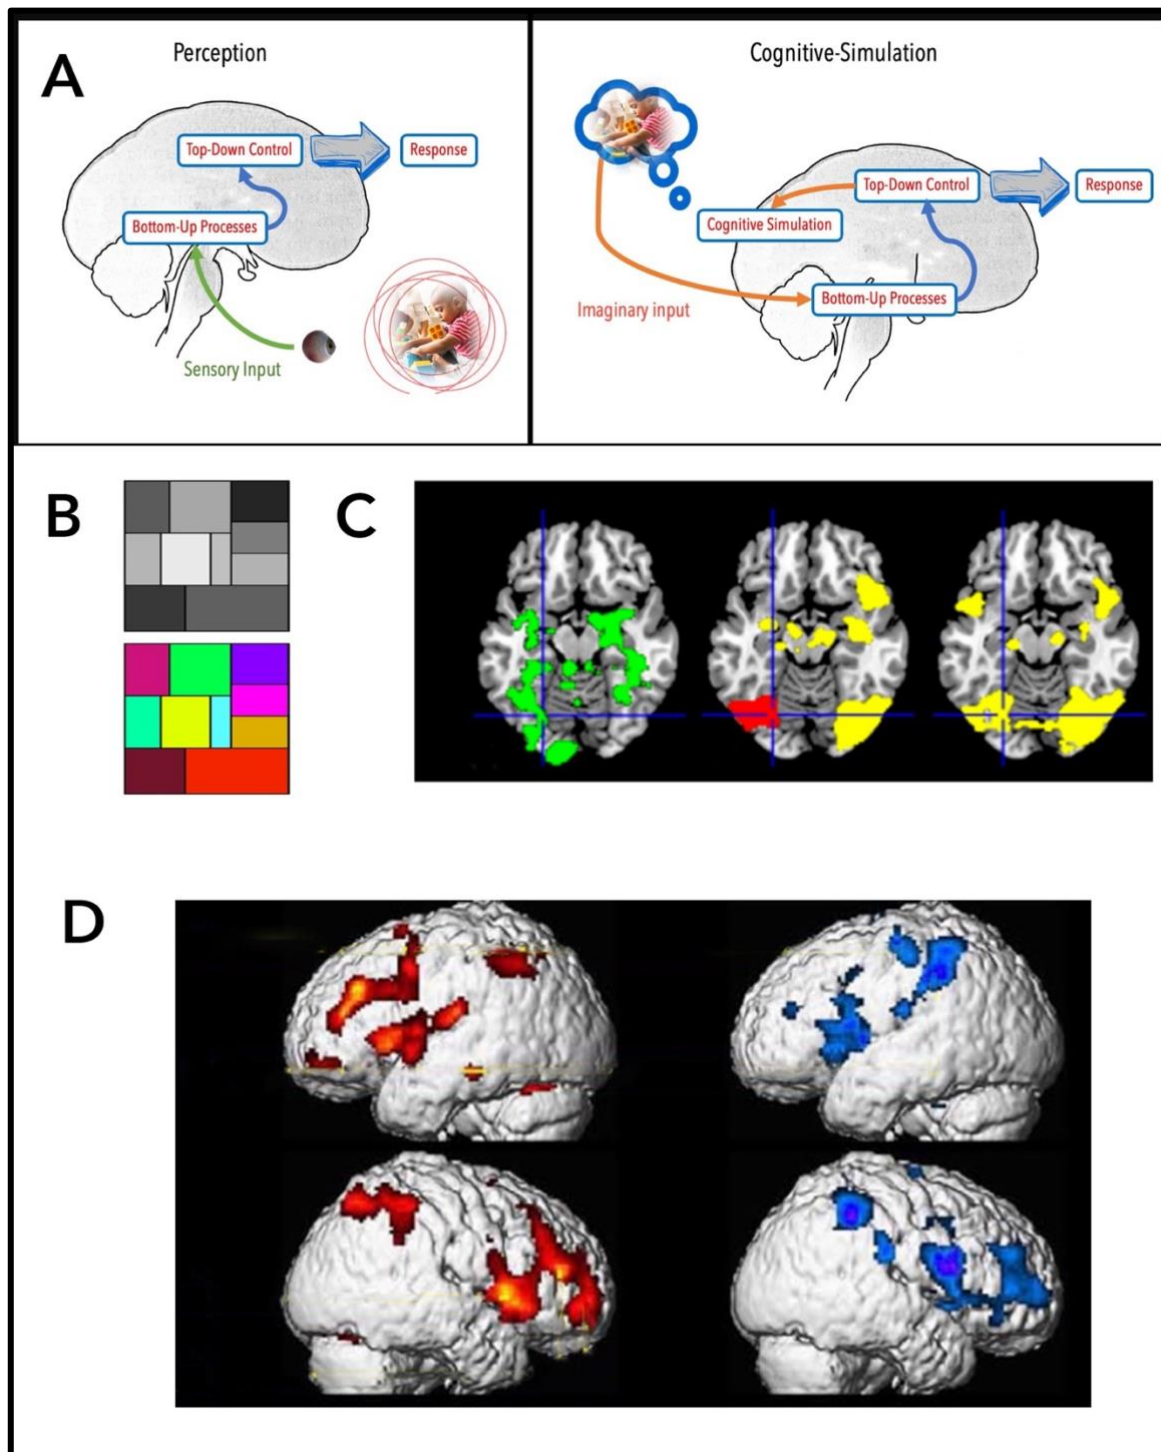 A
Perception
Top-Down Control
Response
Bottom-Up Processes
Sensory Input
Cognitive-Simulation
Top-Down Control
Response
Cognitive Simulation
Bottom-Up Processes
Imaginary input
B
C
D